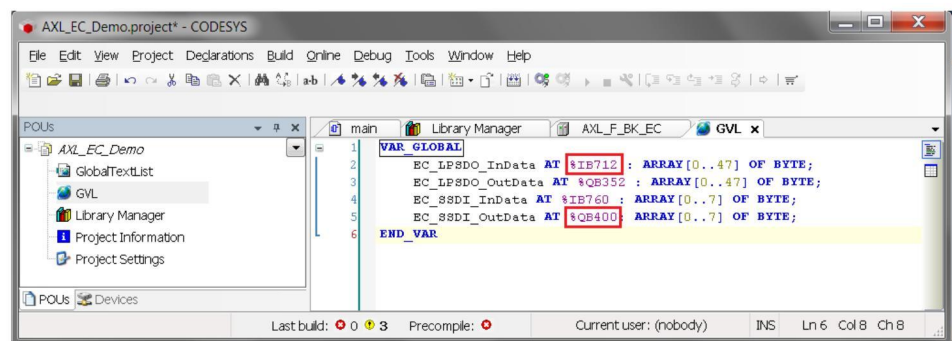 AXL_EC_Demo.project* - CODESYS
File Edit View Project Declarations Build Online Debug Tools Window Help
POUs
main Library Manager AXL_F_BK_EC GVL
AXL_EC_Demo
GlobalTextList
GVL
Library Manager
Project Information
Project Settings
POUs Devices
1 VAR_GLOBAL
2 EC_LPSDO_InData AT %IB712 : ARRAY[0..47] OF BYTE;
3 EC_LPSDO_OutData AT %QB352 : ARRAY[0..47] OF BYTE;
4 EC_SSDI_InData AT %IB760 : ARRAY[0..7] OF BYTE;
5 EC_SSDI_OutData AT %QB400: ARRAY[0..7] OF BYTE;
6 END_VAR
Last build: 0 3 Precompile: Current user: (nobody) INS Ln 6 Col 8 Ch 8